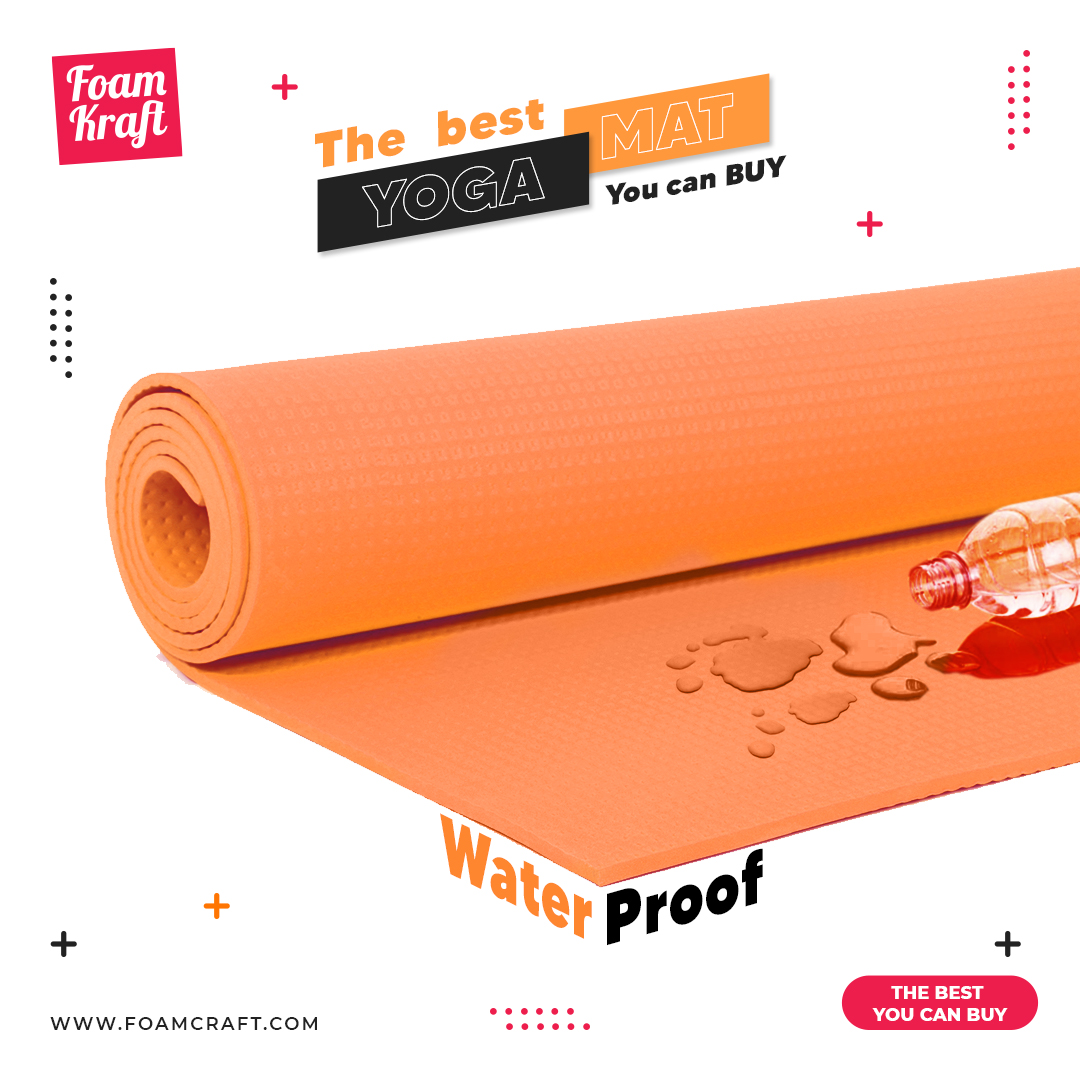 Foam
Kraft
The best
YOGA MAT
You can BUY
Water Proof
WWW.FOAMCRAFT.COM
THE BEST
YOU CAN BUY